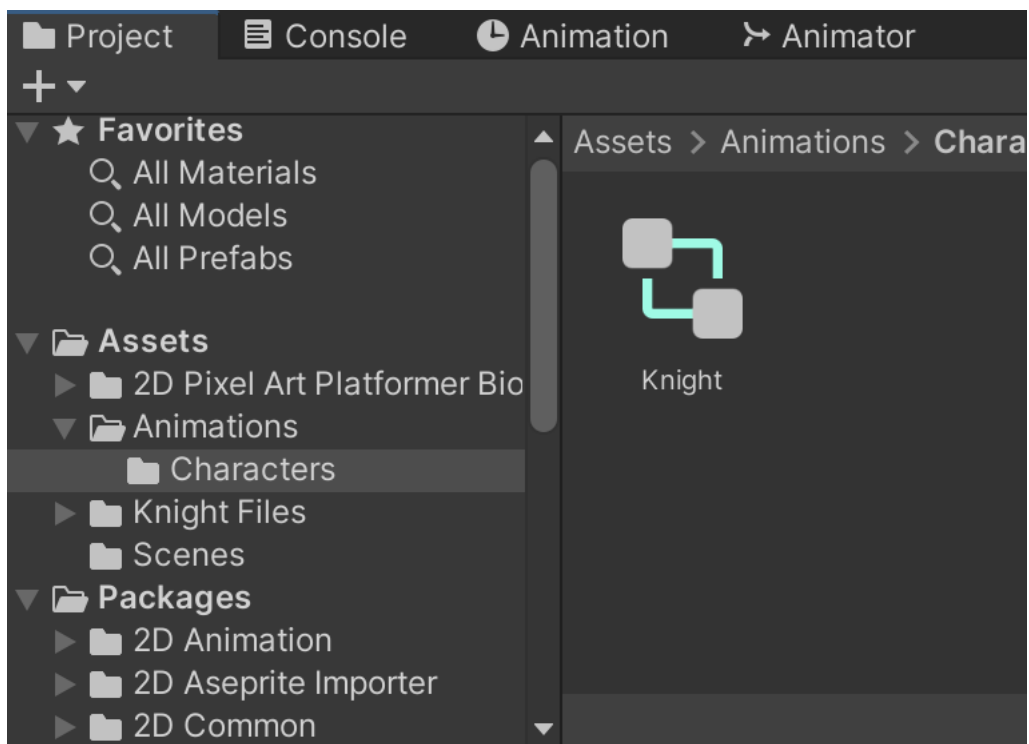 Project Console Animation Animator
Favorites
All Materials
All Models
All Prefabs
Assets
2D Pixel Art Platformer Bio
Animations
Characters
Knight Files
Scenes
Packages
2D Animation
2D Aseprite Importer
2D Common
Assets > Animations > Chara
Knight